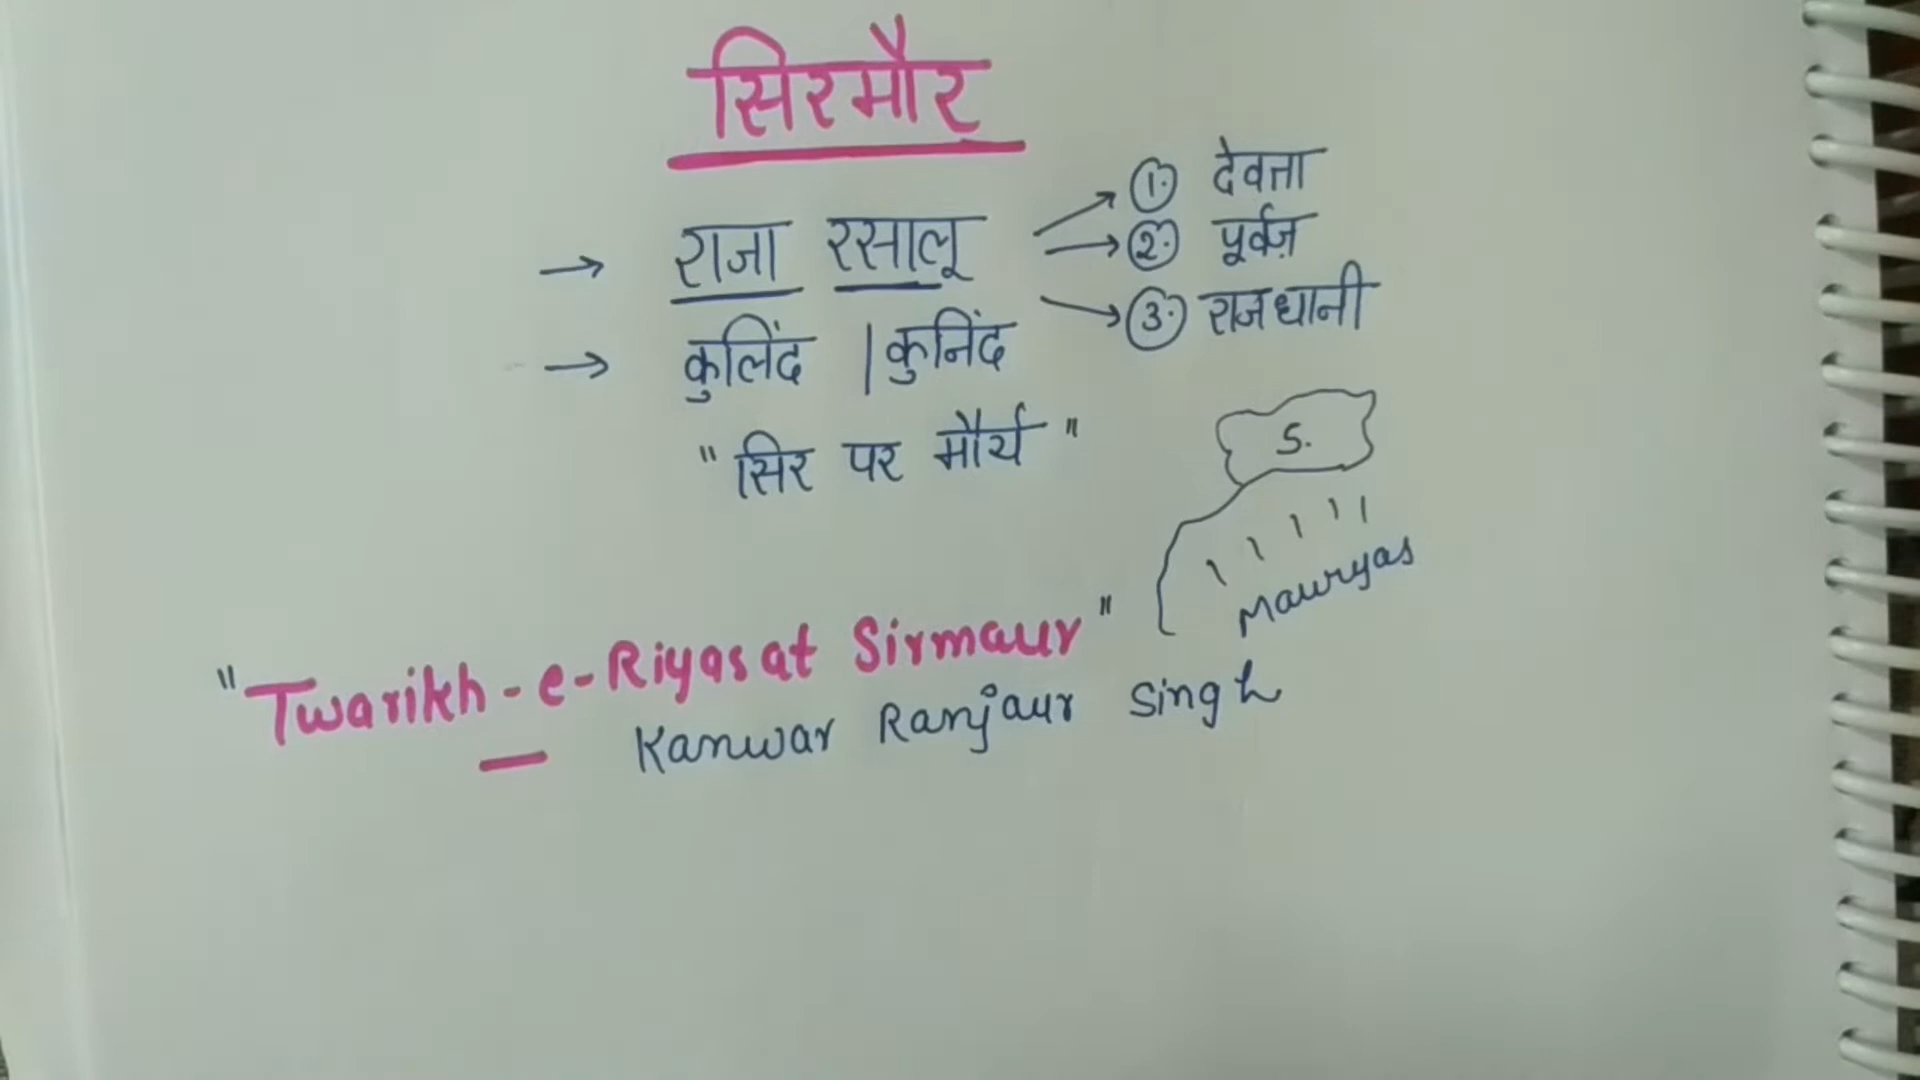 सिरमौर
→ राजा रसालू
→ ①. देवता
→ ②. पूर्वज़
→ ③. राजधानी
→ कुलिंद | कुनिंद
"सिर पर मौर्य"
S.
Mauryas
"Twarikh-e-Riyasat Sirmaur"
Kanwar Ranjaur Singh